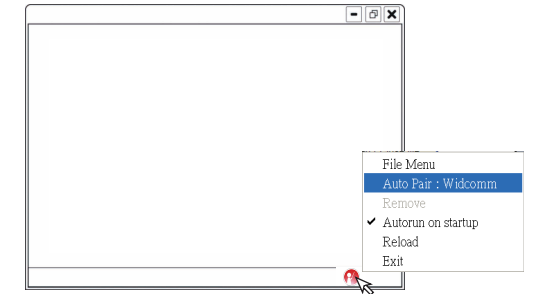 File Menu
Auto Pair : Widcomm
Remove
Autorun on startup
Reload
Exit